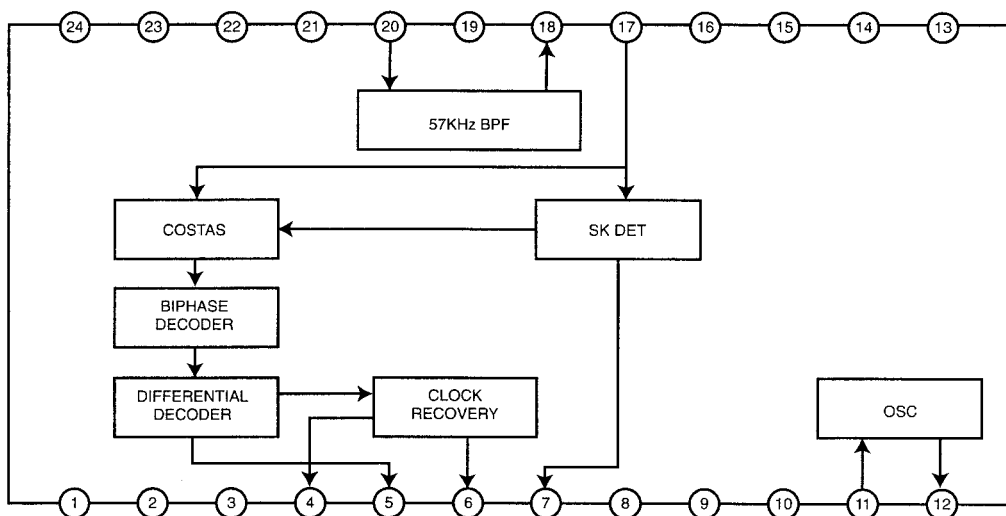 24 23 22 21 20 19 18 17 16 15 14 13
57KHz BPF
COSTAS
SK DET
BIPHASE
DECODER
DIFFERENTIAL
DECODER
CLOCK
RECOVERY
OSC
1 2 3 4 5 6 7 8 9 10 11 12